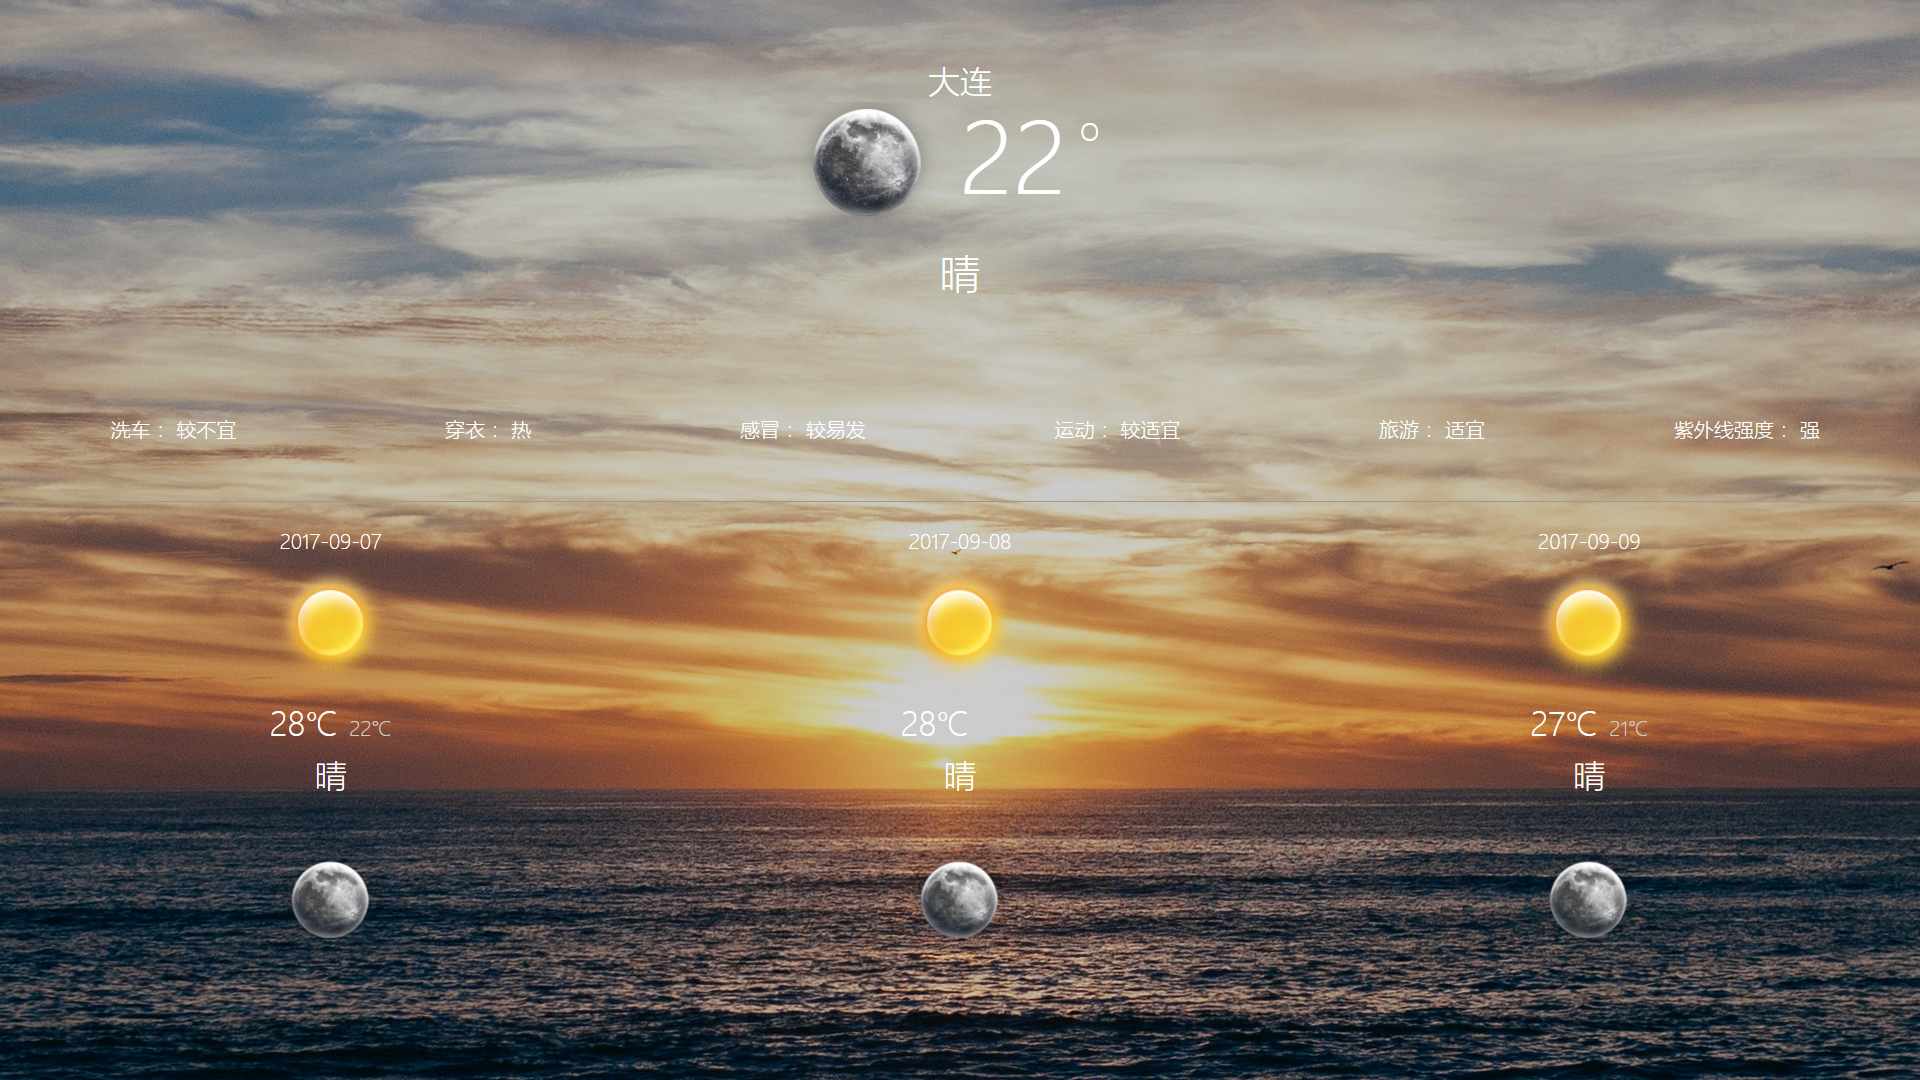 大连
22°
晴
洗车： 较不宜 穿衣： 热 感冒： 较易发 运动： 较适宜 旅游： 适宜 紫外线强度： 强
2017-09-07 2017-09-08 2017-09-09
28℃ 22℃ 28℃ 27℃ 21℃
晴 晴 晴